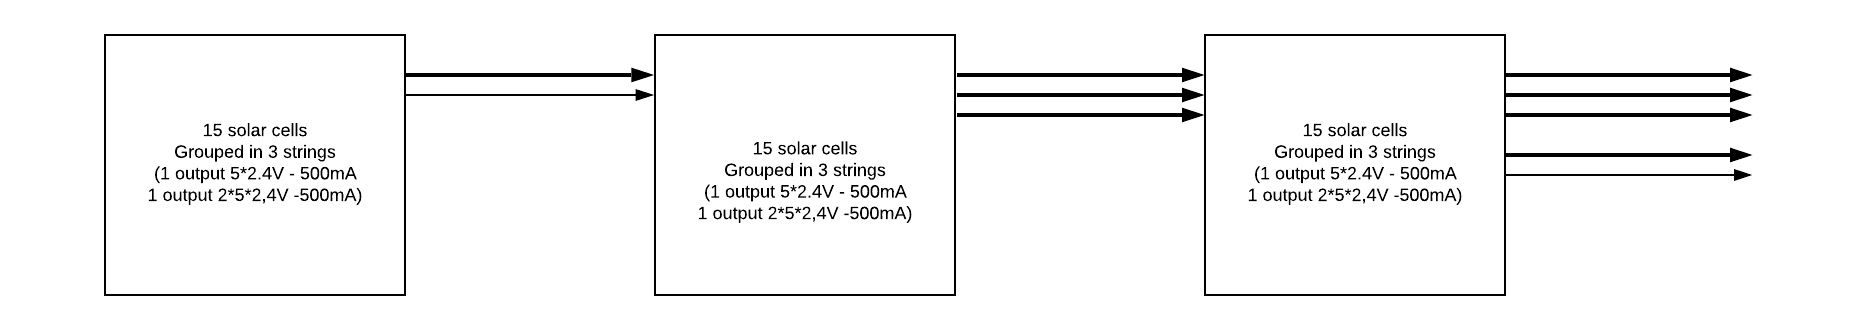 15 solar cells
Grouped in 3 strings
(1 output 5*2.4V - 500mA
1 output 2*5*2,4V -500mA)
15 solar cells
Grouped in 3 strings
(1 output 5*2.4V - 500mA
1 output 2*5*2,4V -500mA)
15 solar cells
Grouped in 3 strings
(1 output 5*2.4V - 500mA
1 output 2*5*2,4V -500mA)